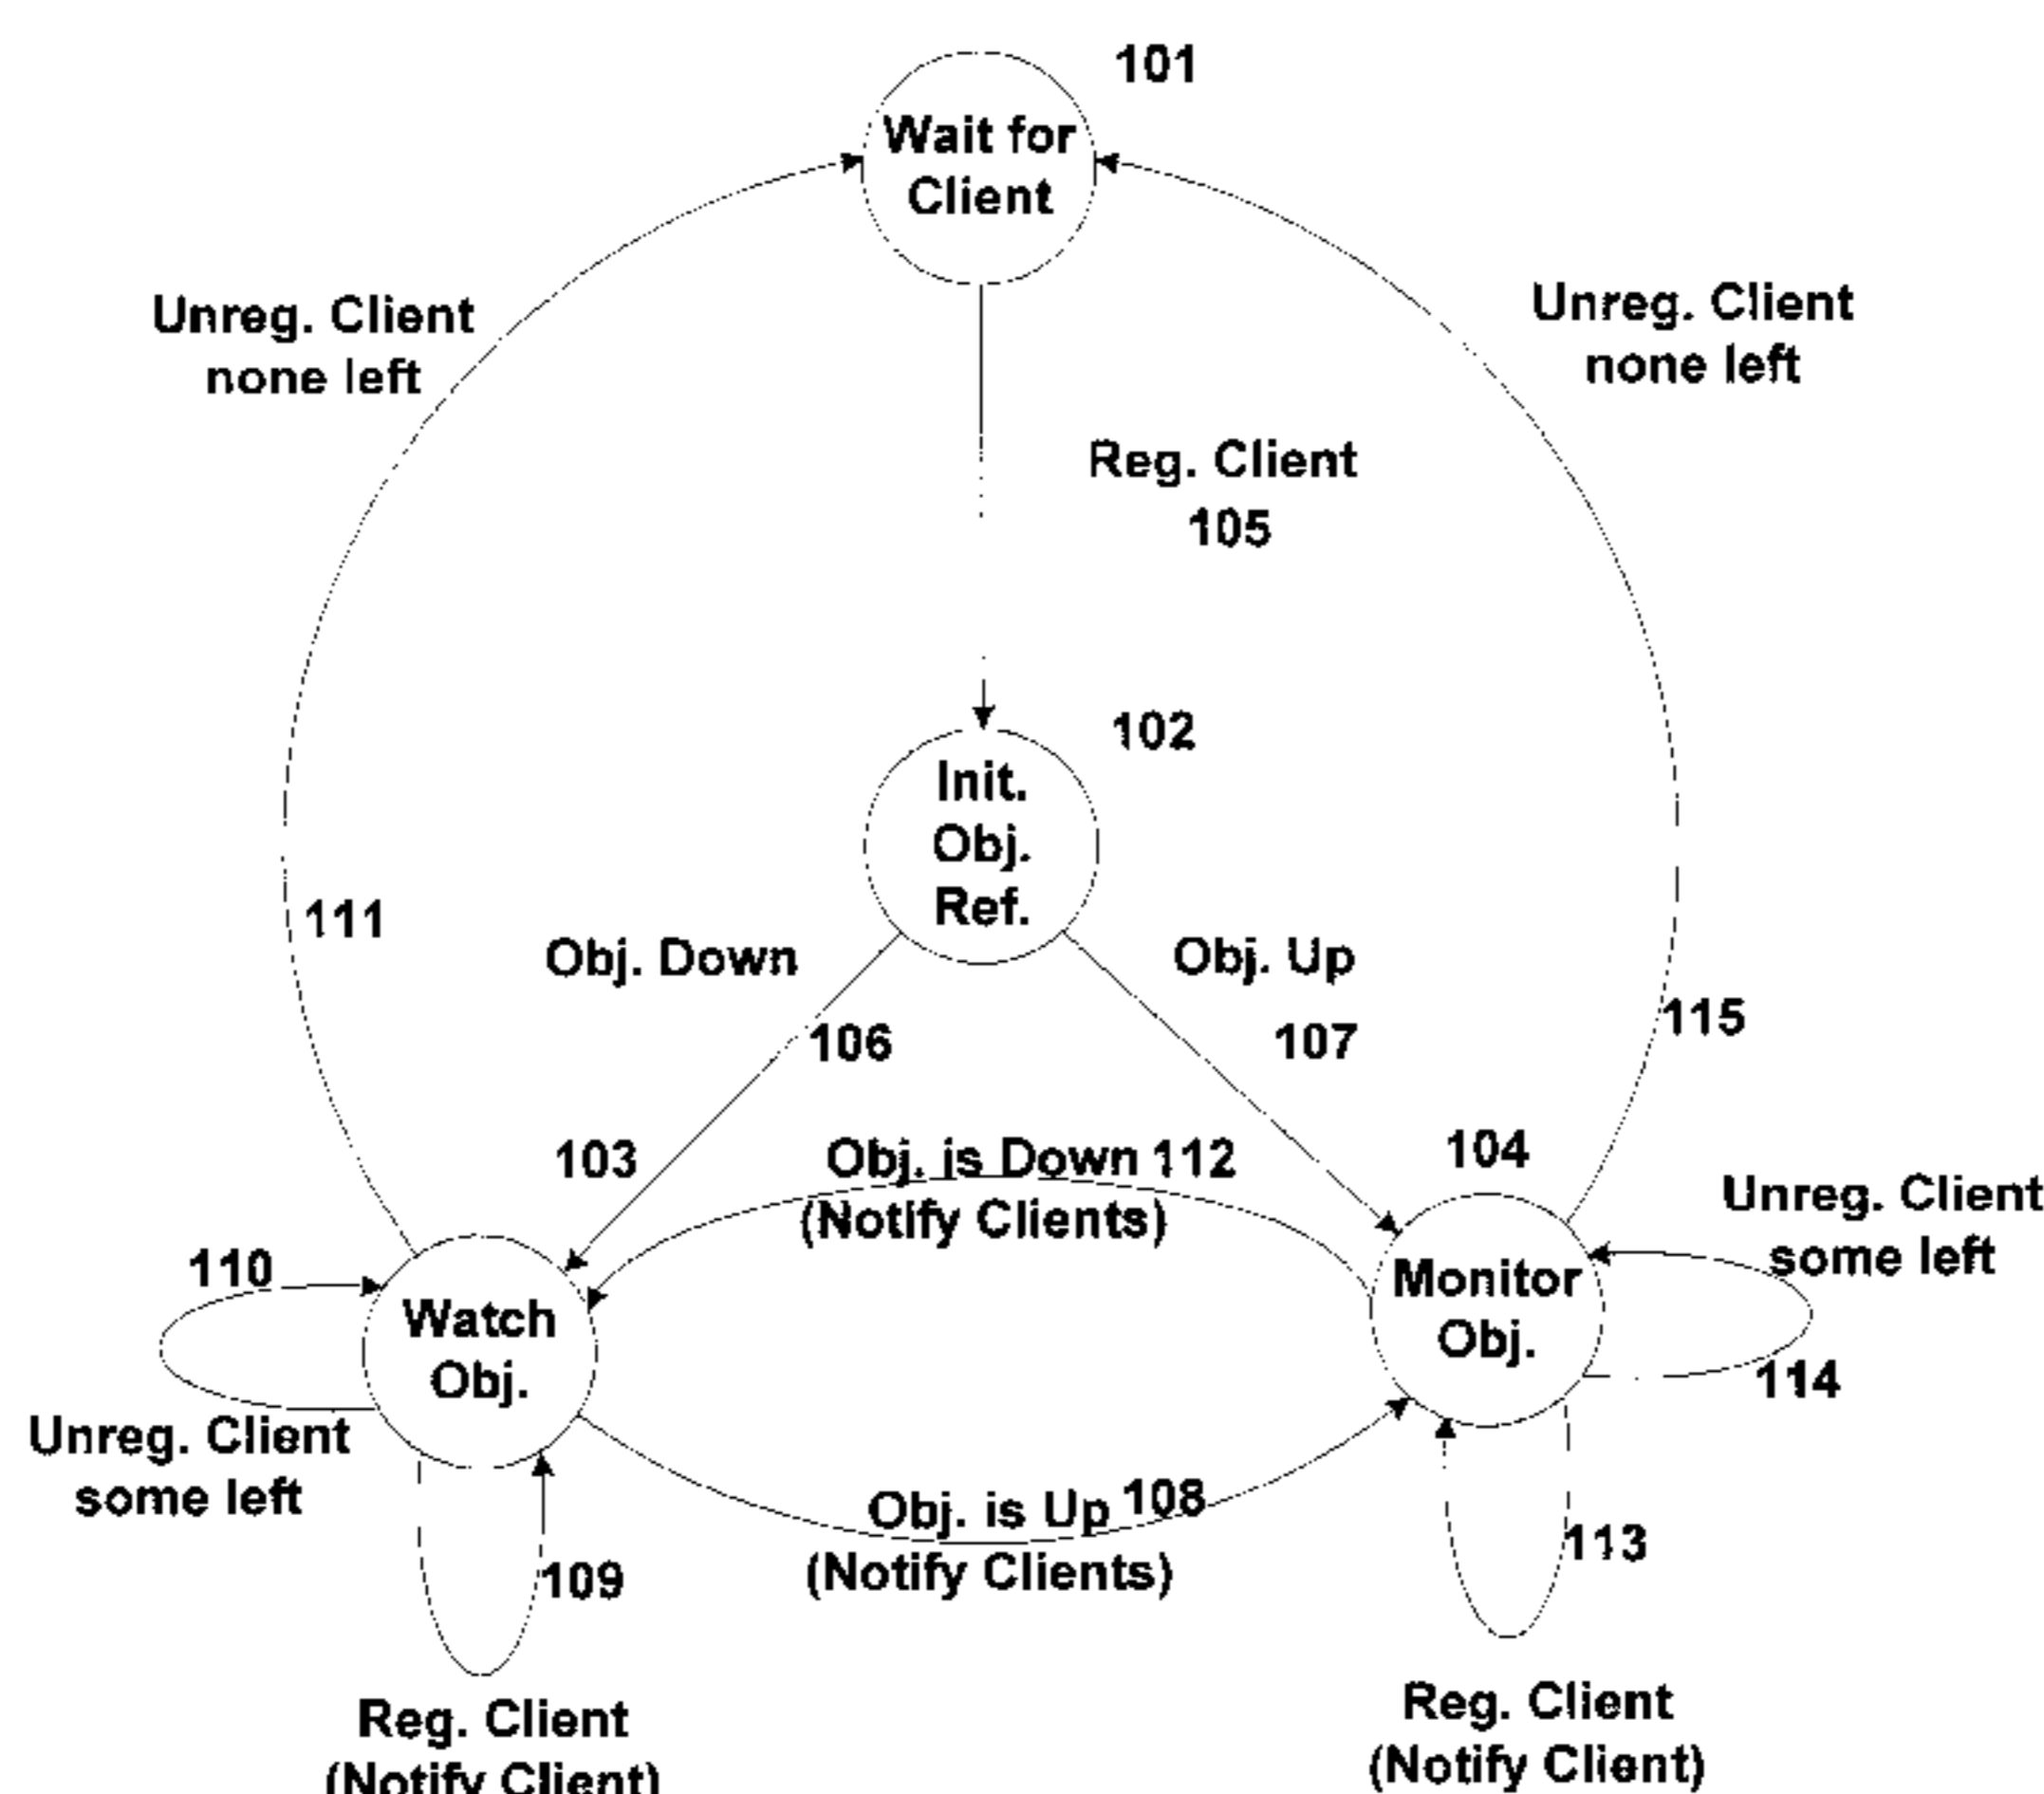 101
Wait for
Client
Unreg. Client
none left
Unreg. Client
none left
Reg. Client
105
102
Init.
Obj.
Ref.
111
Obj. Down
Obj. Up
115
106
107
103
Obj. is Down 112
(Notify Clients)
104
Unreg. Client
some left
110
Watch
Obj.
Monitor
Obj.
114
Unreg. Client
some left
Obj. is Up 108
(Notify Clients)
109
113
Reg. Client
(Notify Client)
Reg. Client
(Notify Client)